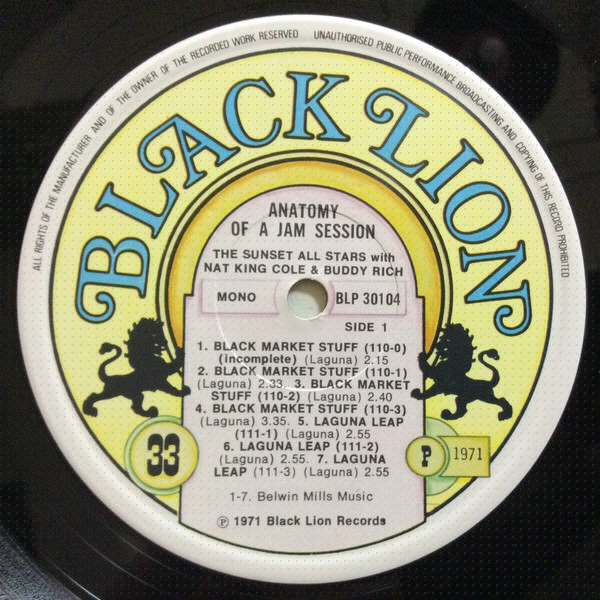 ALL RIGHTS OF THE MANUFACTURER AND OF THE OWNER OF THE RECORDED WORK RESERVED UNAUTHORISED PUBLIC PERFORMANCE BROADCASTING AND COPYING OF THIS RECORD PROHIBITED
BLACK LION
ANATOMY
OF A JAM SESSION
THE SUNSET ALL STARS with
NAT KING COLE & BUDDY RICH
MONO BLP 30104
SIDE 1
1. BLACK MARKET STUFF (110-0)
(incomplete) (Laguna) 2.15
2. BLACK MARKET STUFF (110-1)
(Laguna) 2.33 3. BLACK MARKET
STUFF (110-2) (Laguna) 2.40
4. BLACK MARKET STUFF (110-3)
(Laguna) 3.35. 5. LAGUNA LEAP
(111-1) (Laguna) 2.55
6. LAGUNA LEAP (111-2)
(Laguna) 2.55. 7. LAGUNA
LEAP (111-3) (Laguna) 2.55
33
P 1971
1-7. Belwin Mills Music
℗ 1971 Black Lion Records